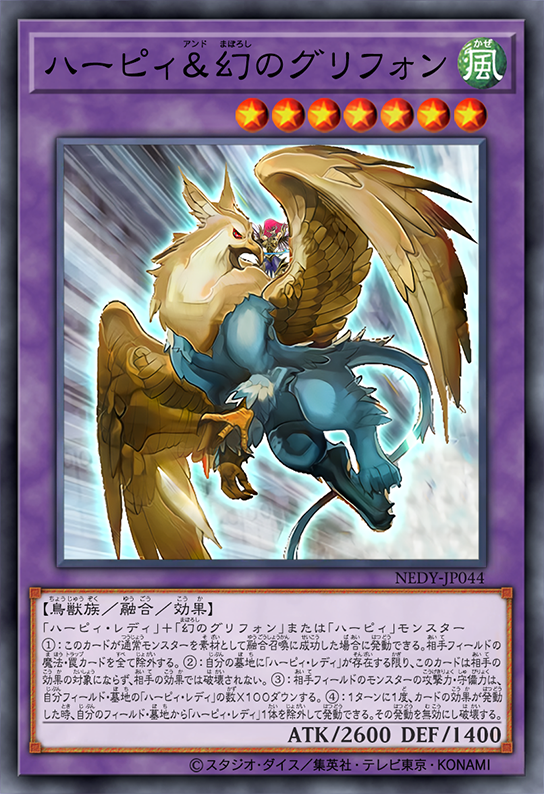 ハーピィ&幻のグリフォン
風
NEDY-JP044
【鳥獣族／融合／効果】
「ハーピィ・レディ」＋「幻のグリフォン」または「ハーピィ」モンスター
①：このカードが通常モンスターを素材として融合召喚に成功した場合に発動できる。相手フィールドの
魔法・罠カードを全て除外する。②：自分の墓地に「ハーピィ・レディ」が存在する限り、このカードは相手の
効果の対象にならず、相手の効果では破壊されない。③：相手フィールドのモンスターの攻撃力・守備力は、
自分フィールド・墓地の「ハーピィ・レディ」の数×100ダウンする。④：1ターンに1度、カードの効果が発動
した時、自分のフィールド・墓地から「ハーピィ・レディ」1体を除外して発動できる。その発動を無効にし破壊する。
ATK/2600 DEF/1400
©スタジオ・ダイス／集英社・テレビ東京・KONAMI